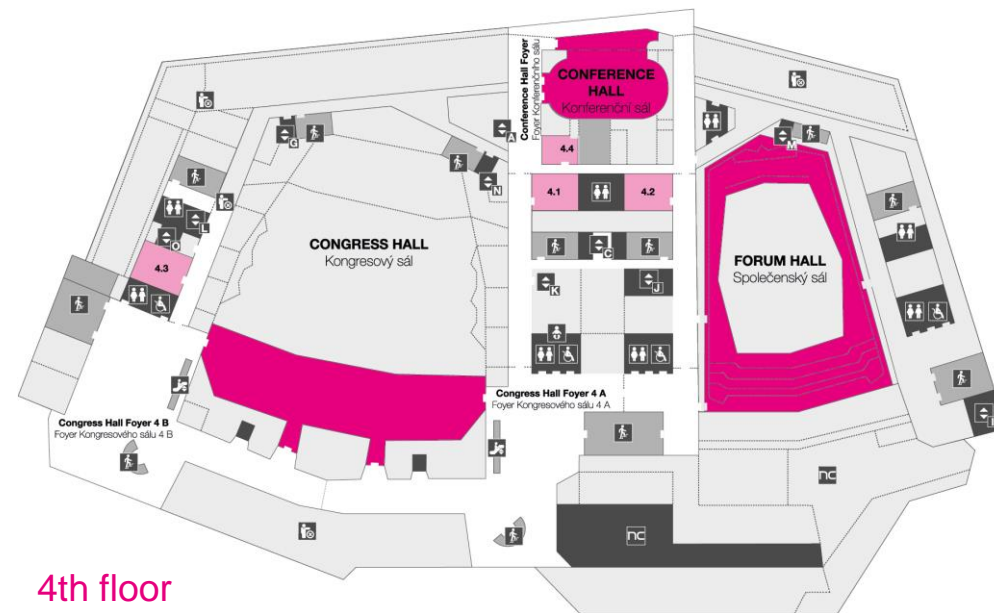 Conference Hall Foyer
Foyer Konferenčního sálu
CONFERENCE
HALL
Konferenční sál
A
G
M
4.4
N
4.1
4.2
L
O
C
CONGRESS HALL
Kongresový sál
FORUM HALL
Společenský sál
4.3
K
J
Congress Hall Foyer 4 A
Foyer Kongresového sálu 4 A
Congress Hall Foyer 4 B
Foyer Kongresového sálu 4 B
nc
nc
4th floor